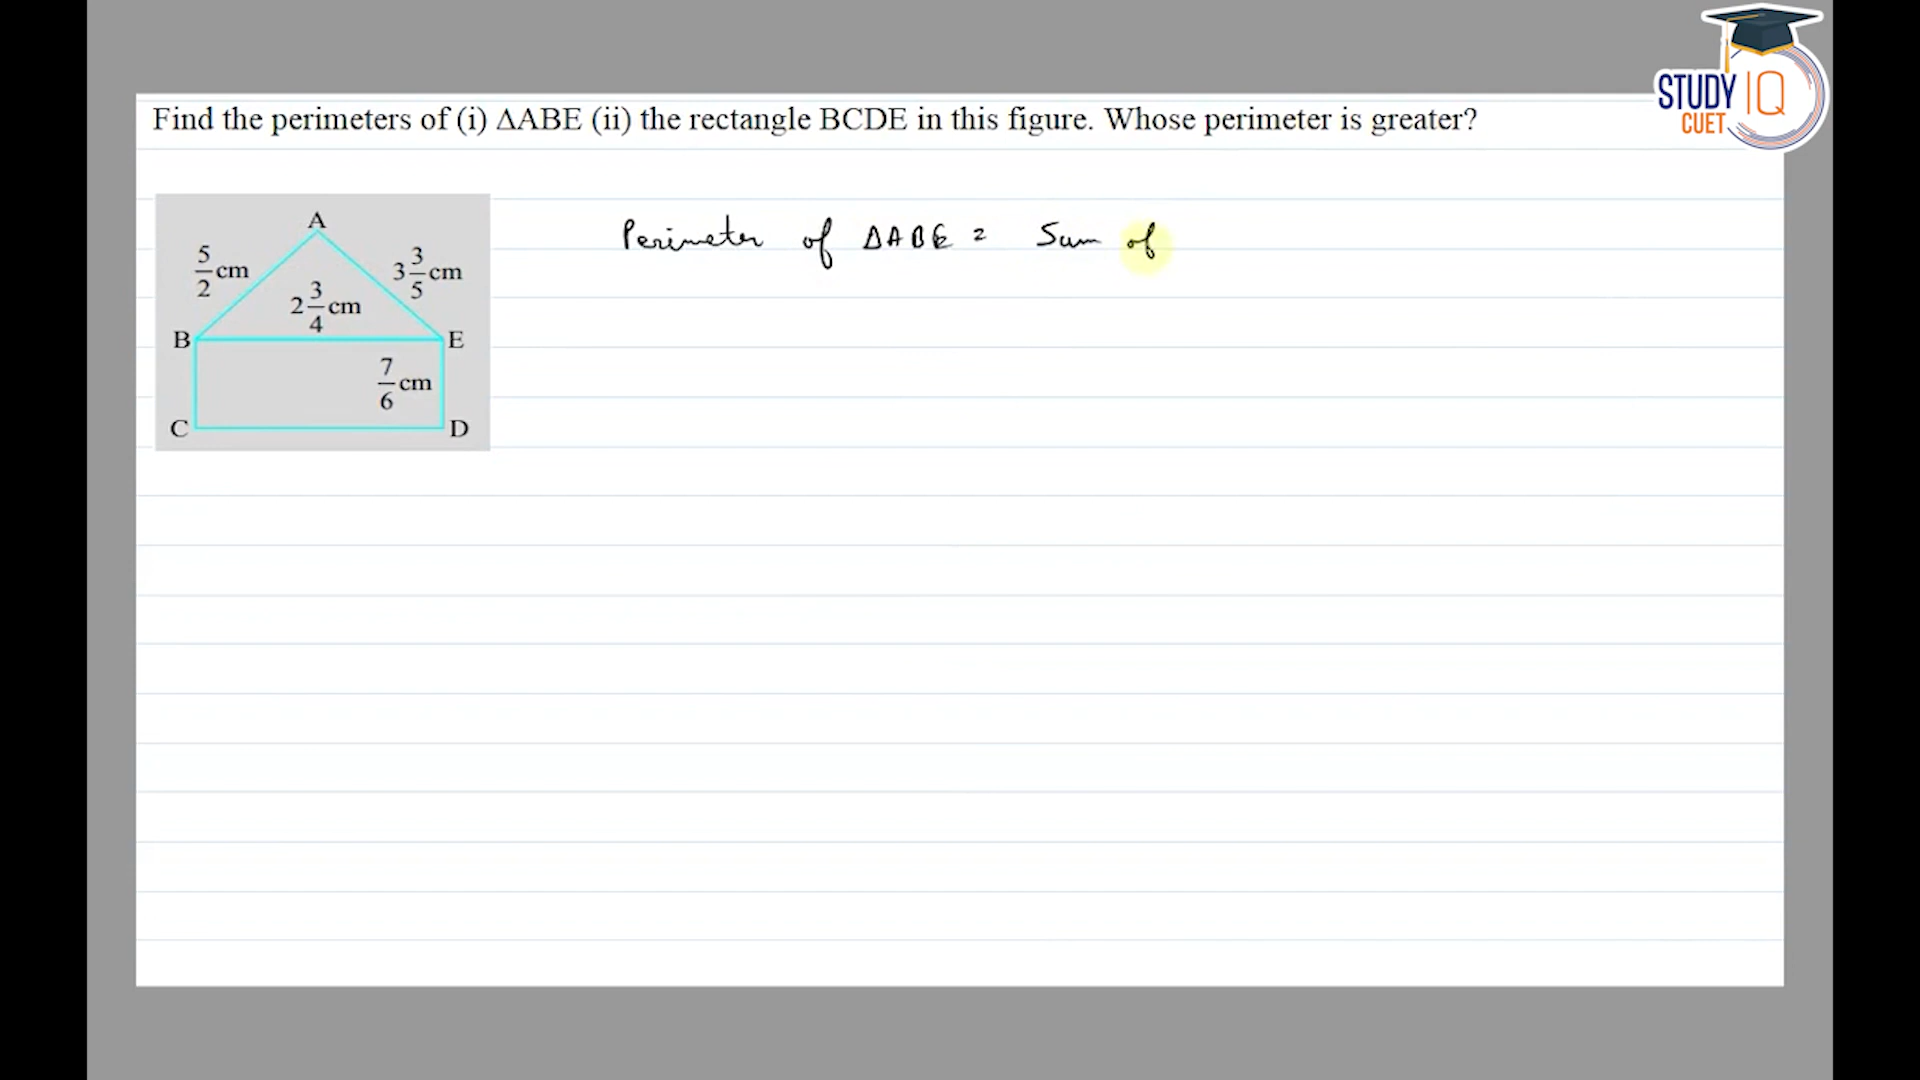 STUDY IQ
CUET
Find the perimeters of (i) ΔABE (ii) the rectangle BCDE in this figure. Whose perimeter is greater?
Perimeter of ΔABE = Sum of
A
5/2 cm
3 3/5 cm
2 3/4 cm
B
E
7/6 cm
C
D